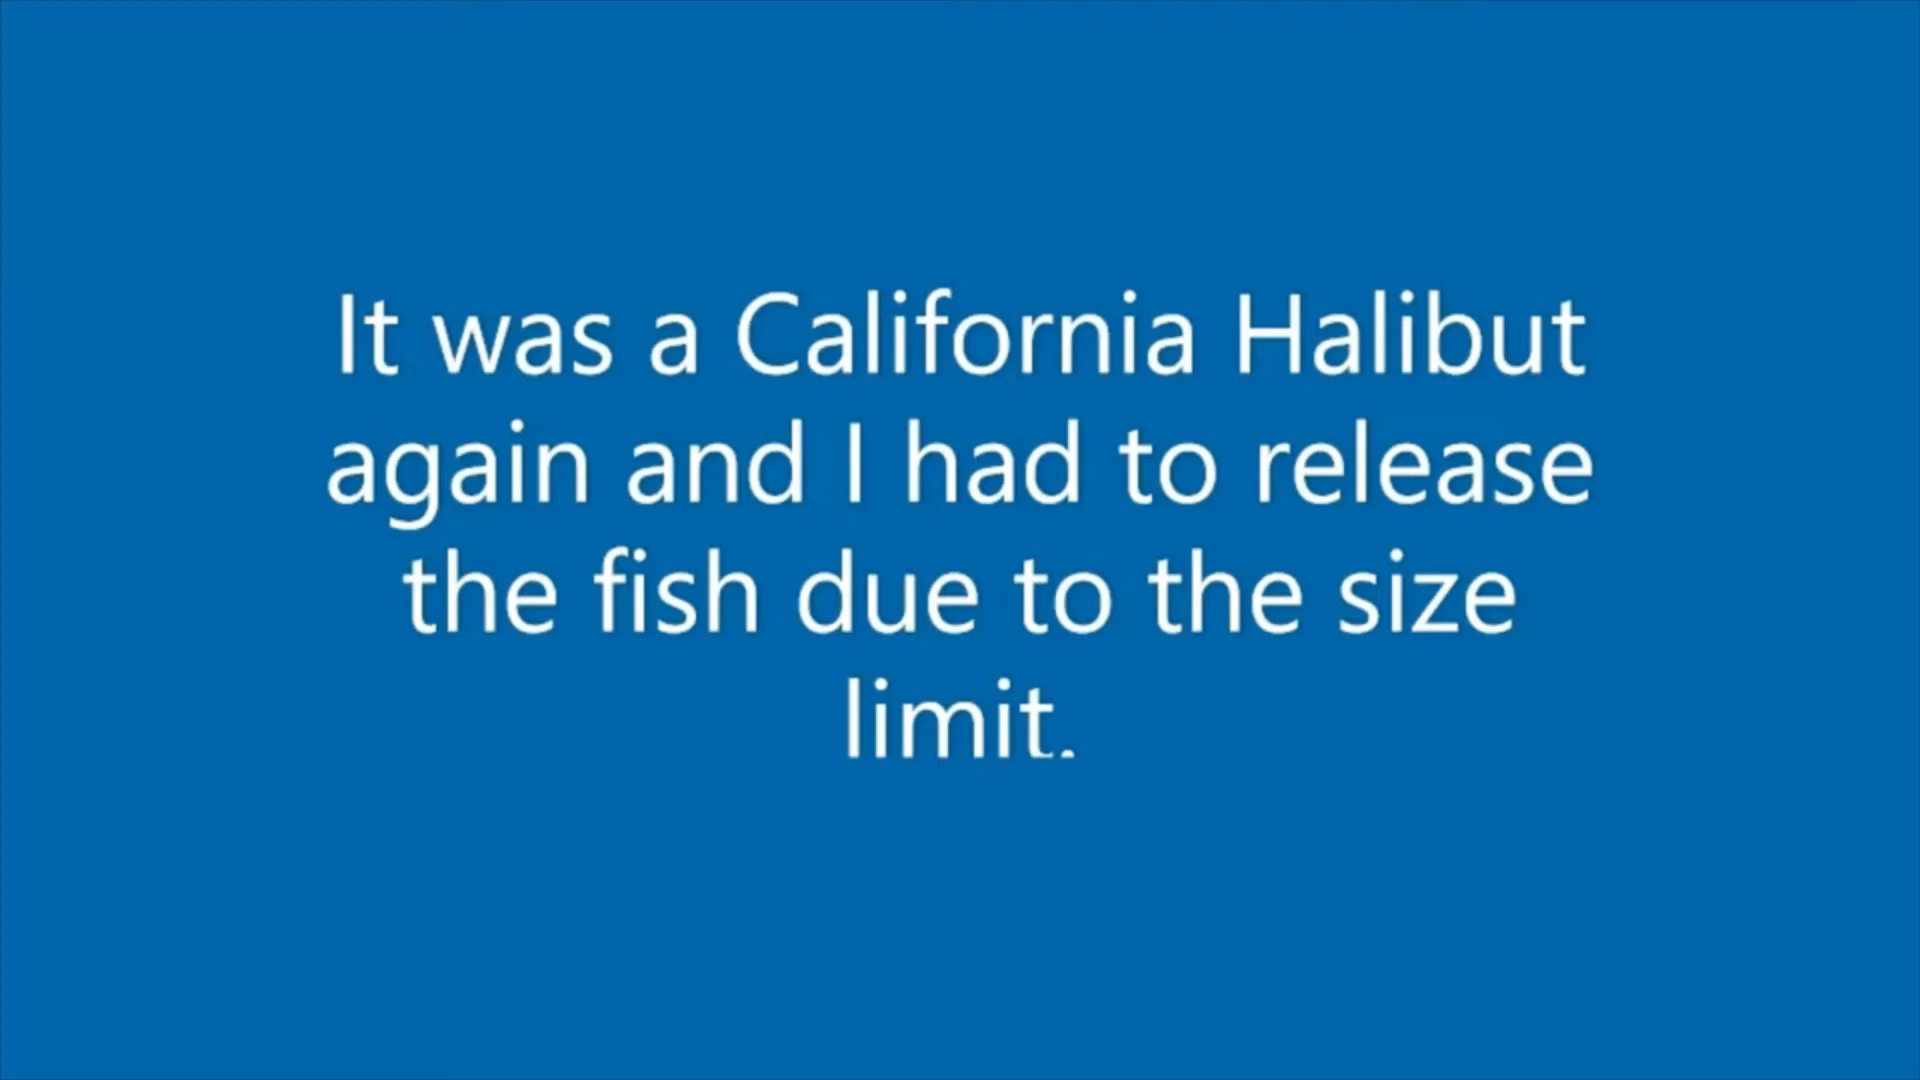 It was a California Halibut
again and I had to release
the fish due to the size
limit.